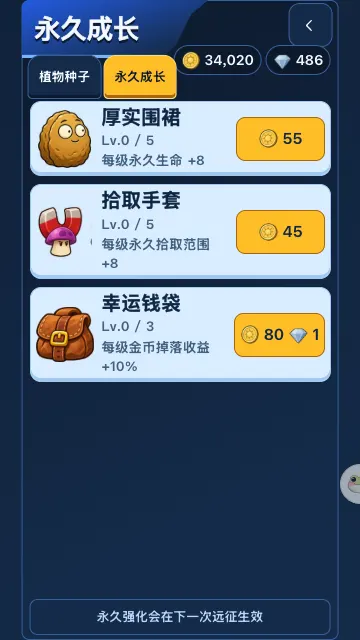 永久成长
34,020
486
植物种子
永久成长
厚实围裙
Lv.0 / 5
每级永久生命 +8
55
拾取手套
Lv.0 / 5
每级永久拾取范围
+8
45
幸运钱袋
Lv.0 / 3
每级金币掉落收益
+10%
80 1
永久强化会在下一次远征生效